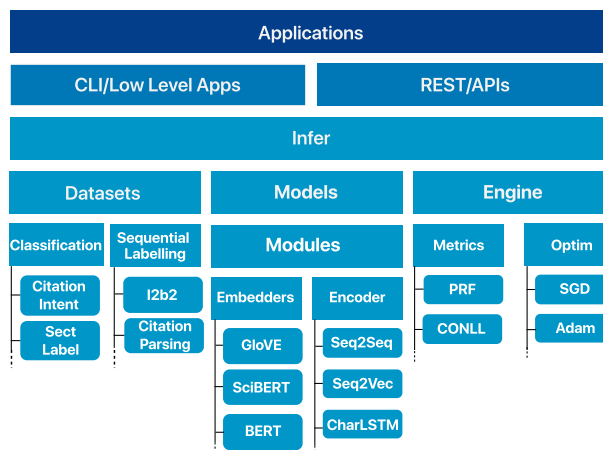 Applications
CLI/Low Level Apps
REST/APIs
Infer
Datasets
Models
Engine
Classification
Sequential
Labelling
Modules
Metrics
Optim
Citation
Intent
I2b2
Embedders
Encoder
PRF
SGD
Sect
Label
Citation
Parsing
GloVE
Seq2Seq
CONLL
Adam
SciBERT
Seq2Vec
BERT
CharLSTM